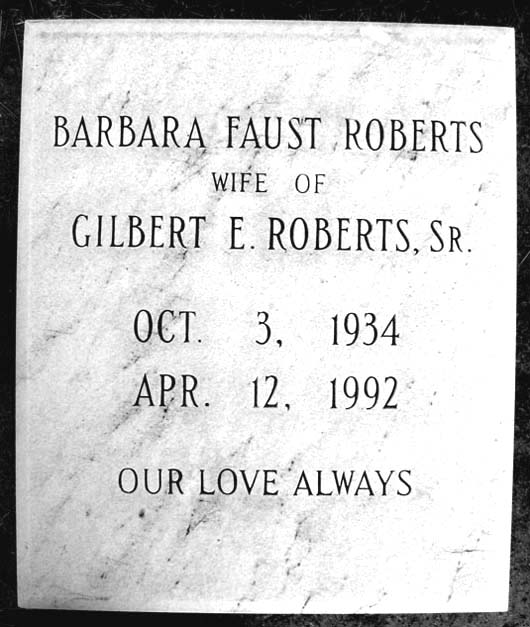 BARBARA FAUST ROBERTS
WIFE OF
GILBERT E. ROBERTS, SR.
OCT. 3, 1934
APR. 12, 1992
OUR LOVE ALWAYS